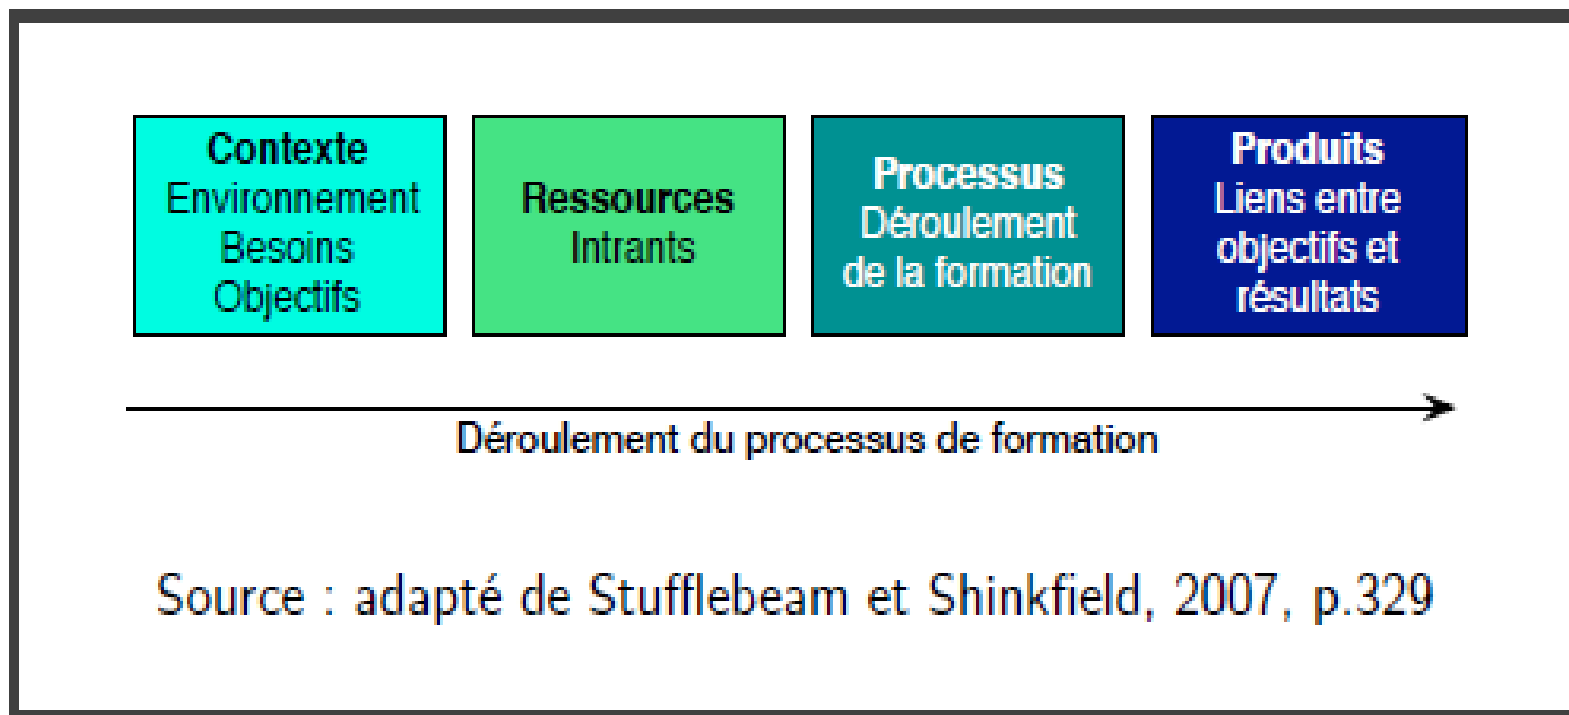 Contexte
Environnement
Besoins
Objectifs
Ressources
Intrants
Processus
Déroulement
de la formation
Produits
Liens entre
objectifs et
résultats
Déroulement du processus de formation
Source : adapté de Stufflebeam et Shinkfield, 2007, p.329